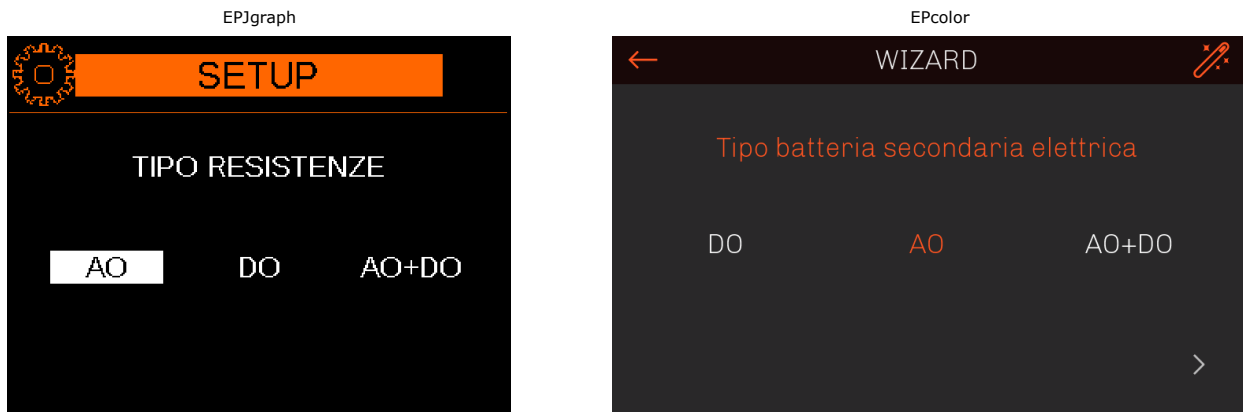 EPJgraph
SETUP
TIPO RESISTENZE
AO DO AO+DO
EPcolor
WIZARD
Tipo batteria secondaria elettrica
DO AO AO+DO